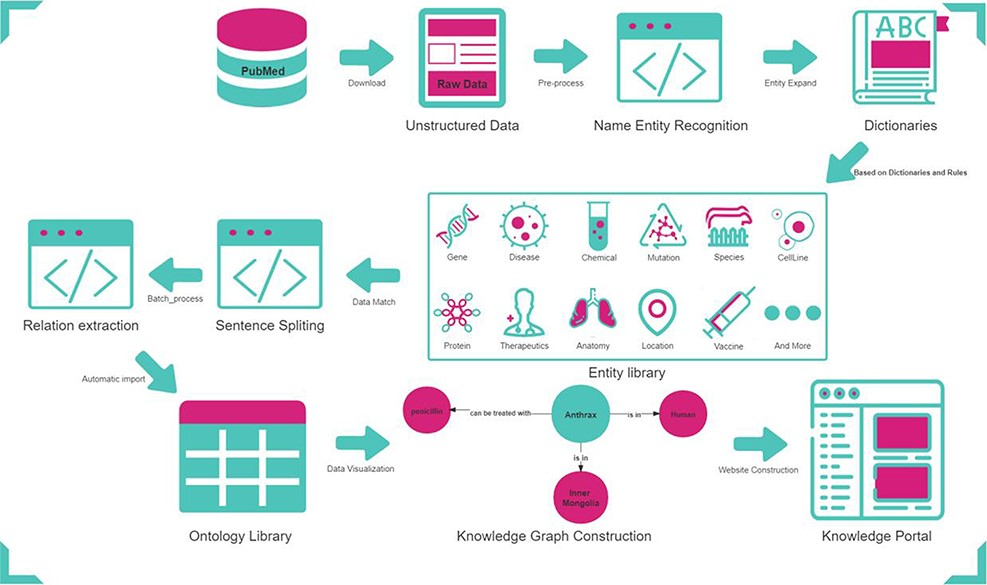 PubMed
Download
Raw Data
Unstructured Data
Pre-process
Name Entity Recognition
Entity Expand
ABC
Dictionaries
Based on Dictionaries and Rules
Gene
Disease
Chemical
Mutation
Species
CellLine
Protein
Therapeutics
Anatomy
Location
Vaccine
And More
Entity library
Data Match
Sentence Spliting
Batch_process
Relation extraction
Automatic import
Ontology Library
Data Visualization
penicillin
can be treated with
Anthrax
is in
Human
is in
Inner
Mongolia
Knowledge Graph Construction
Website Construction
Knowledge Portal